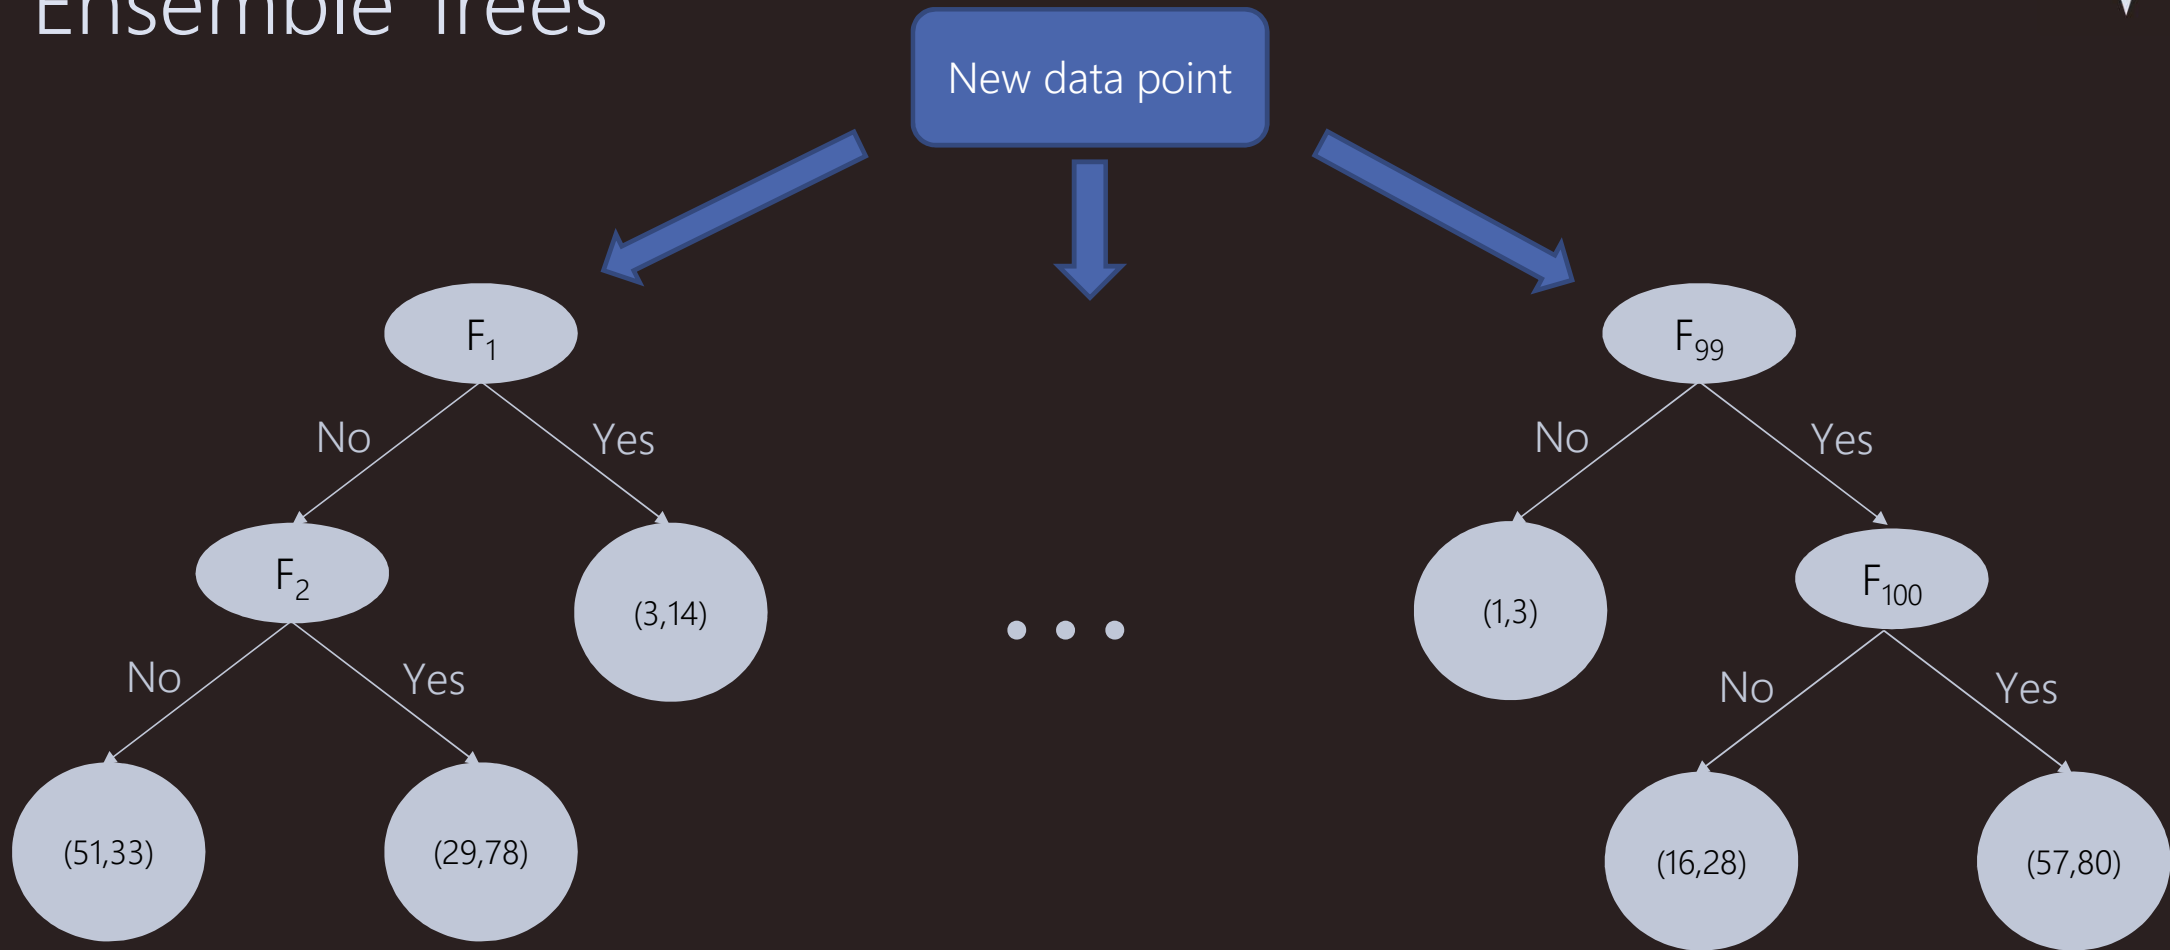 Ensemble Trees
New data point
F1
F99
No
Yes
No
Yes
F2
(3,14)
(1,3)
F100
No
Yes
No
Yes
(51,33)
(29,78)
(16,28)
(57,80)